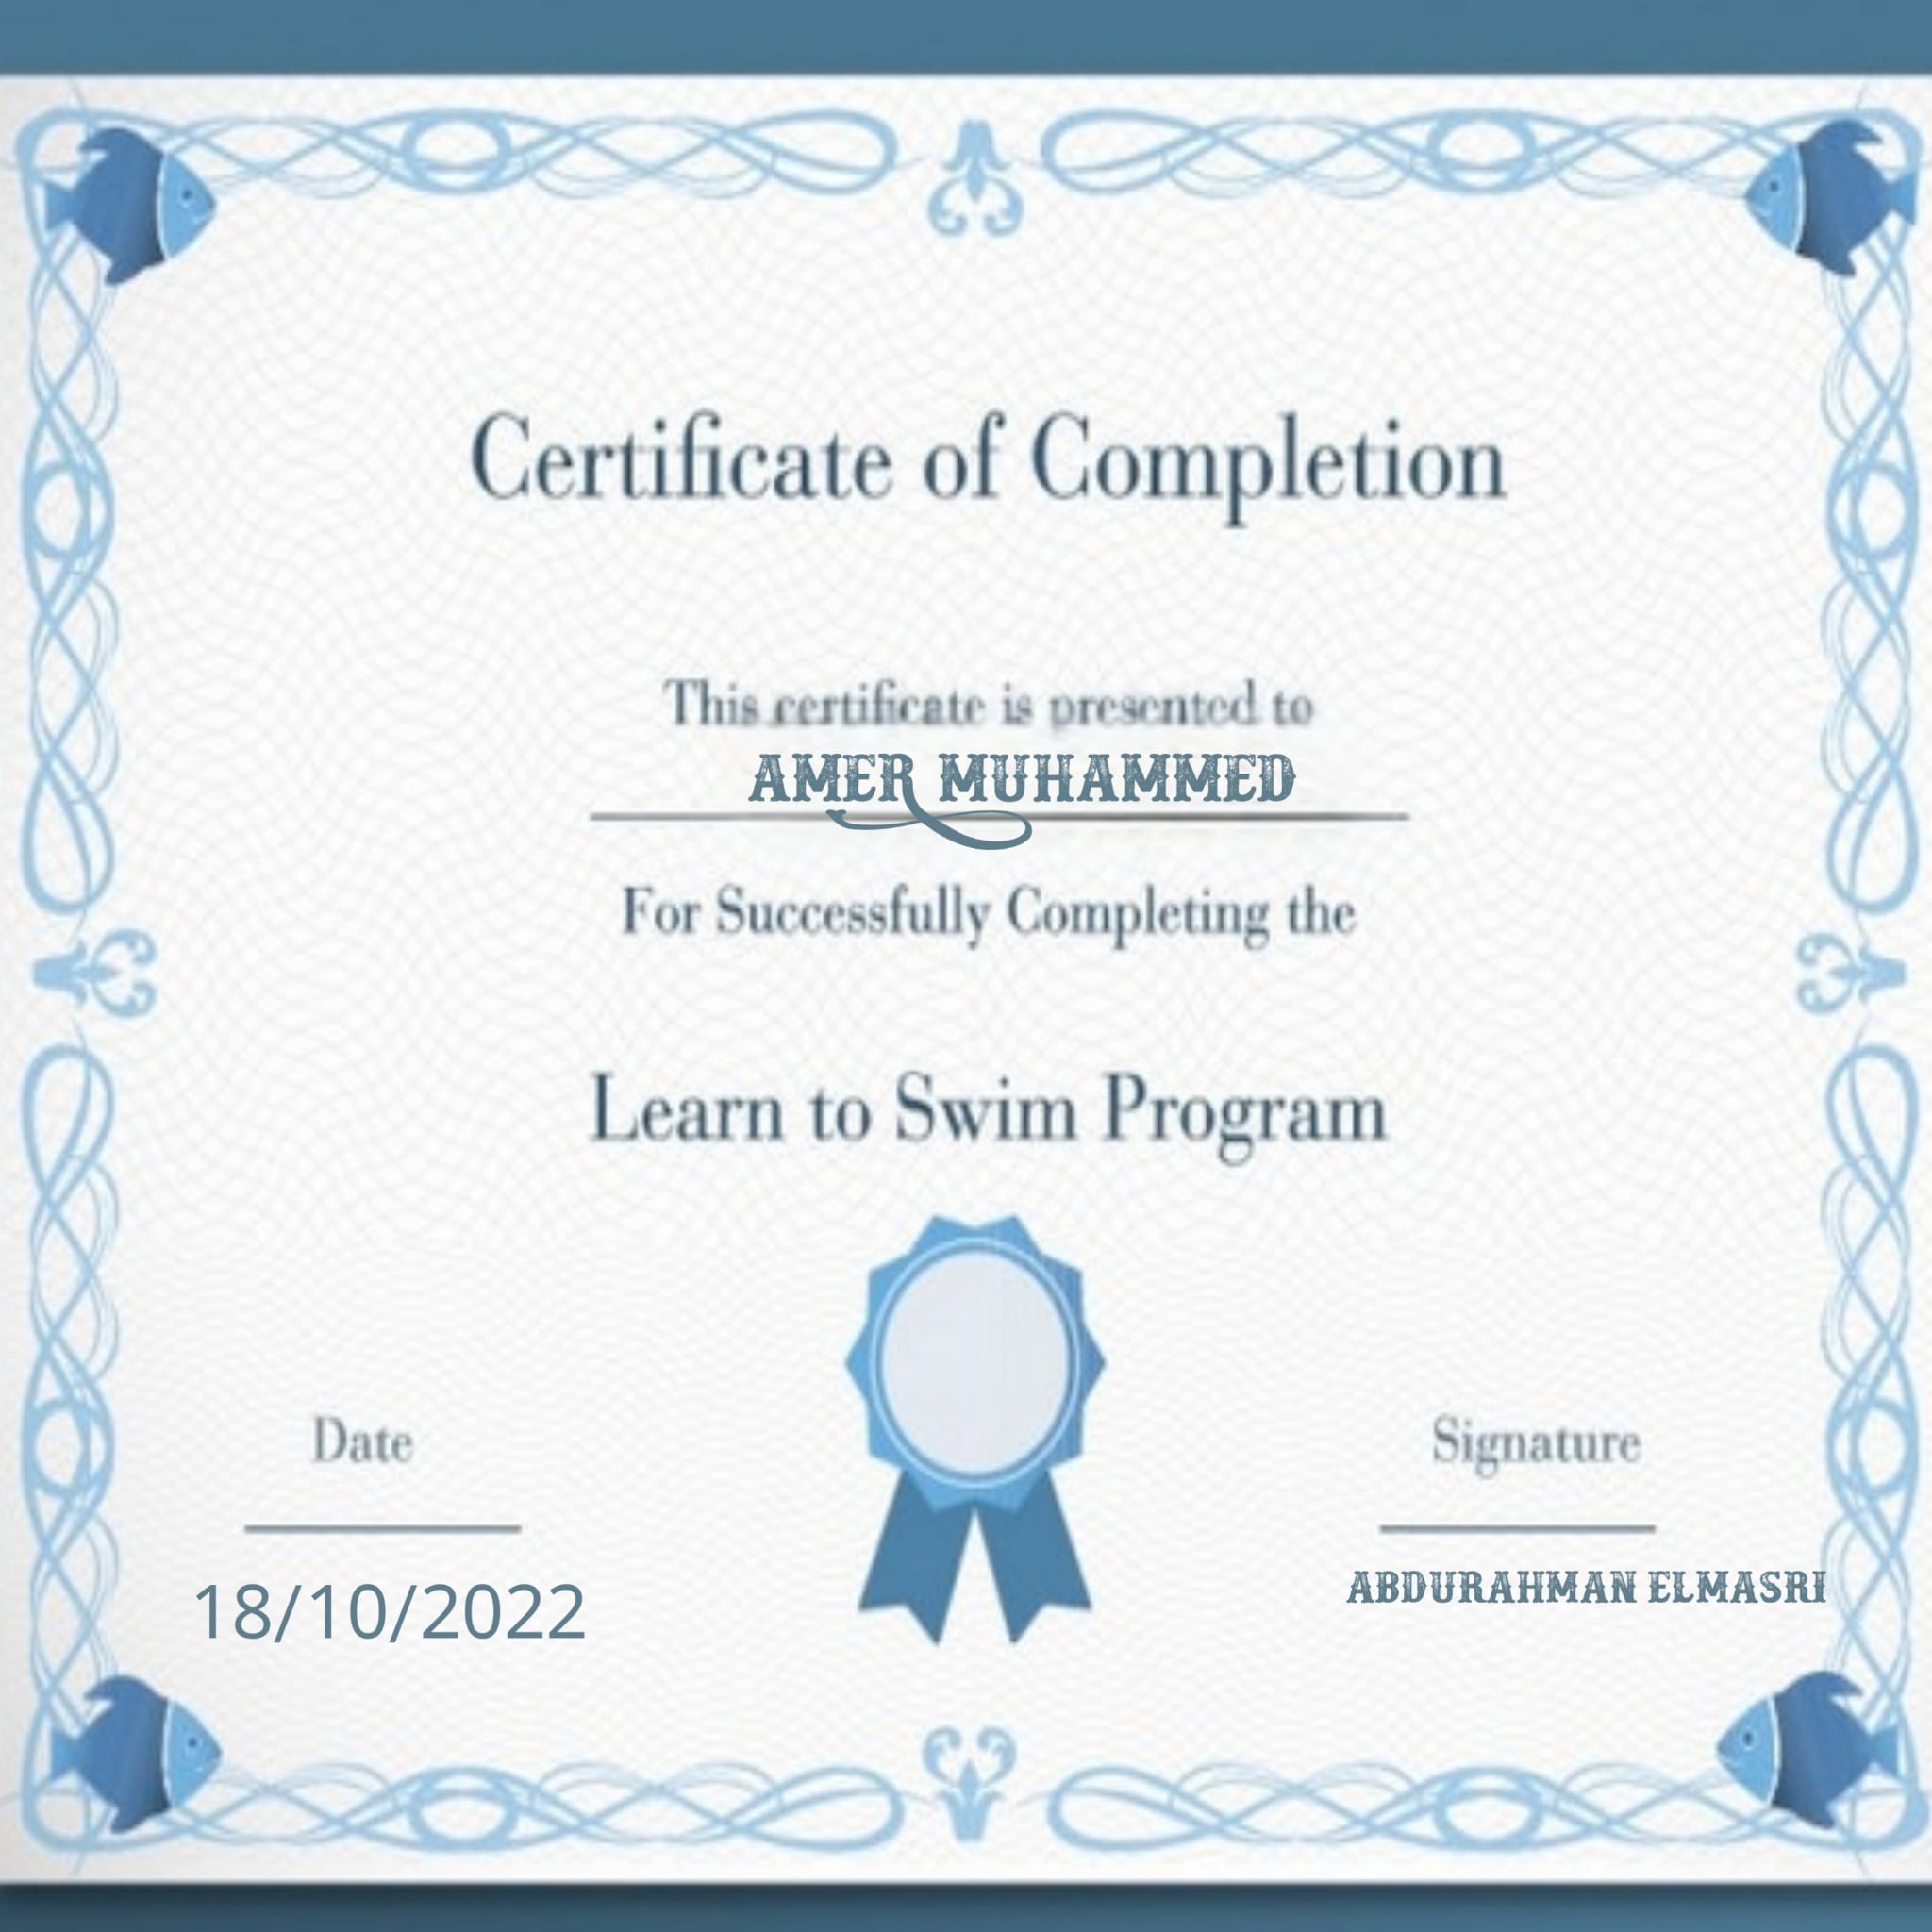 Certificate of Completion
This certificate is presented to
AMER MUHAMMED
For Successfully Completing the
Learn to Swim Program
Date
Signature
18/10/2022
ABDURAHMAN ELMASRI